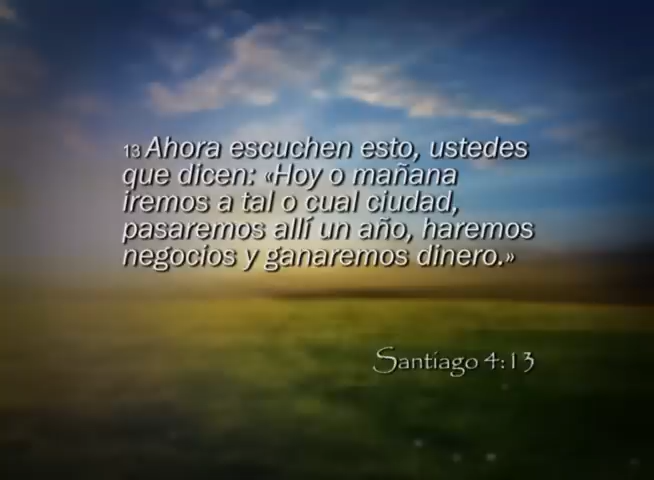 13 Ahora escuchen esto, ustedes
que dicen: «Hoy o mañana
iremos a tal o cual ciudad,
pasaremos allí un año, haremos
negocios y ganaremos dinero.»
Santiago 4:13